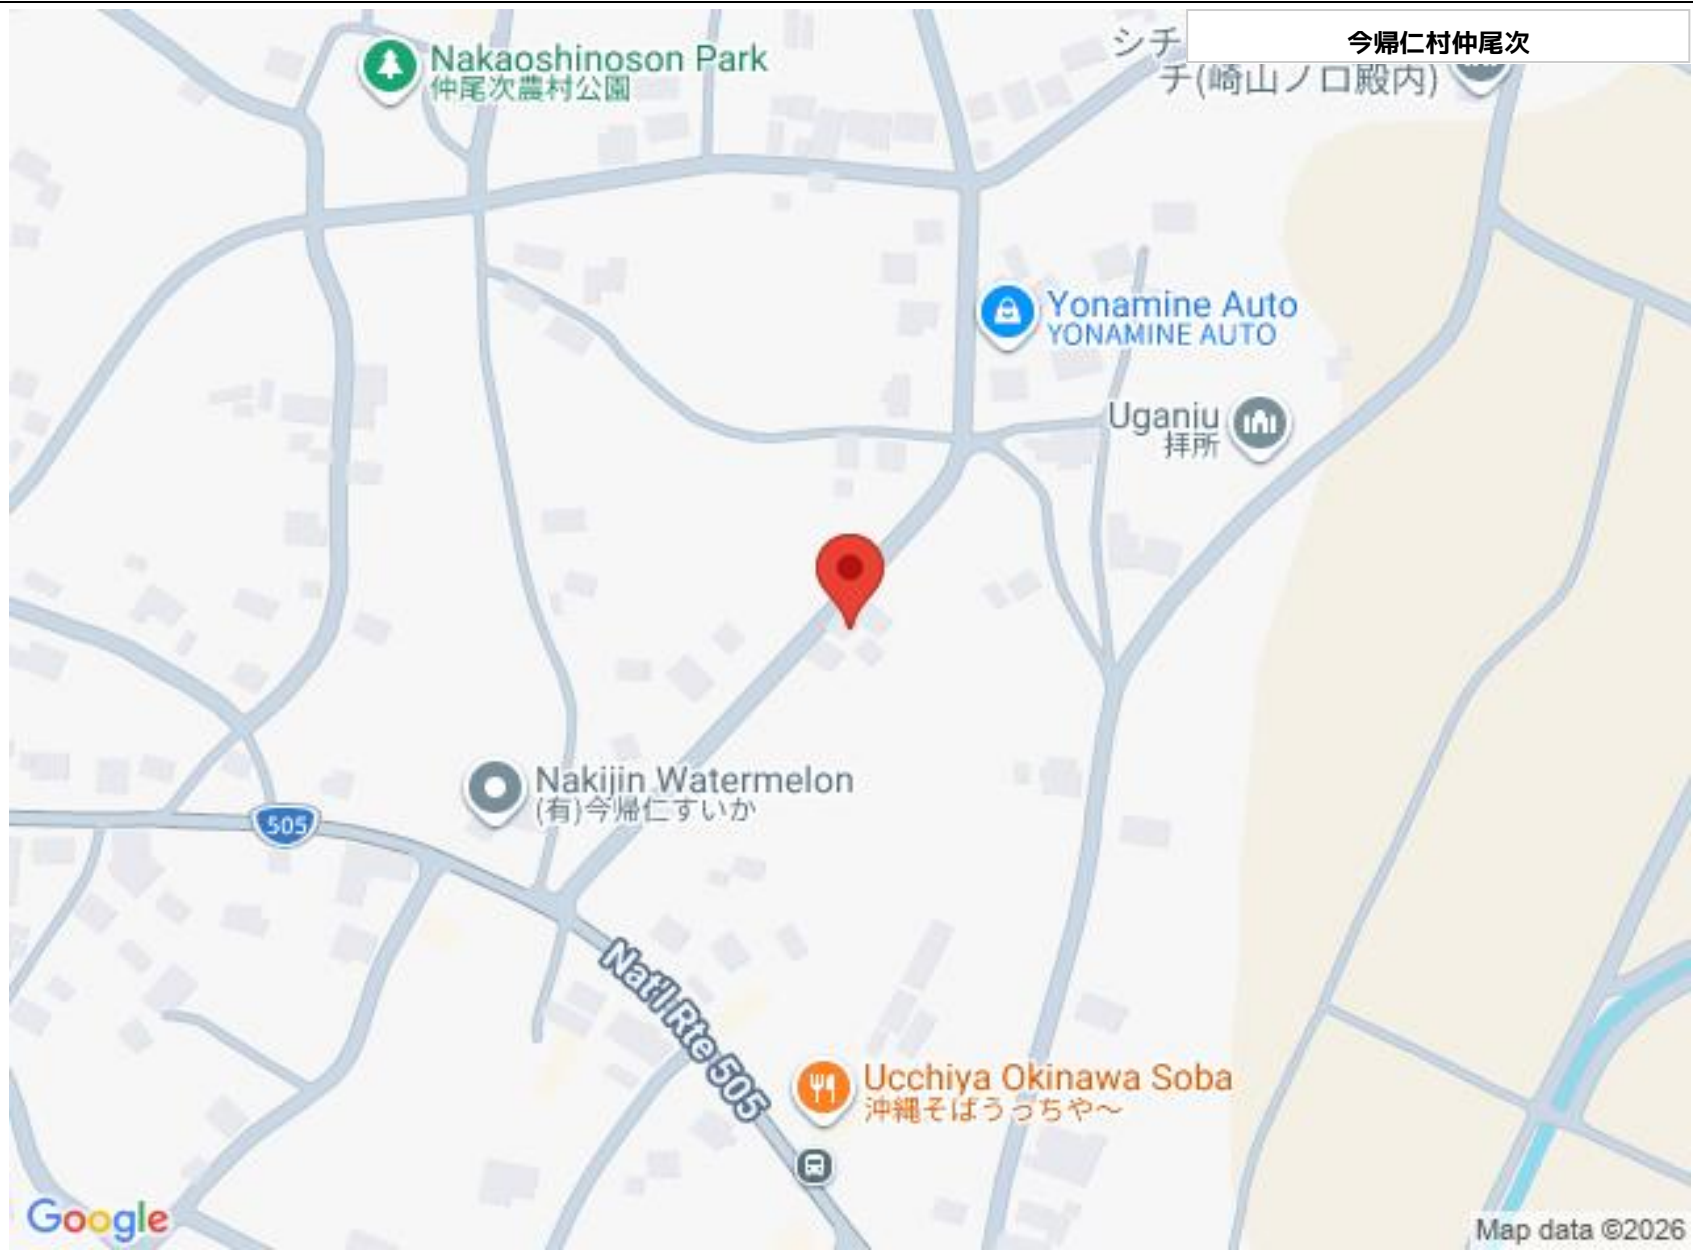 今帰仁村仲尾次
シチ
チ(崎山ノロ殿内)
Nakaoshinoson Park
仲尾次農村公園
Yonamine Auto
YONAMINE AUTO
Uganiu
拝所
Nakijin Watermelon
(有)今帰仁すいか
505
Nat'l Rte 505
Ucchiya Okinawa Soba
沖縄そばうっちや～
Google
Map data ©2026